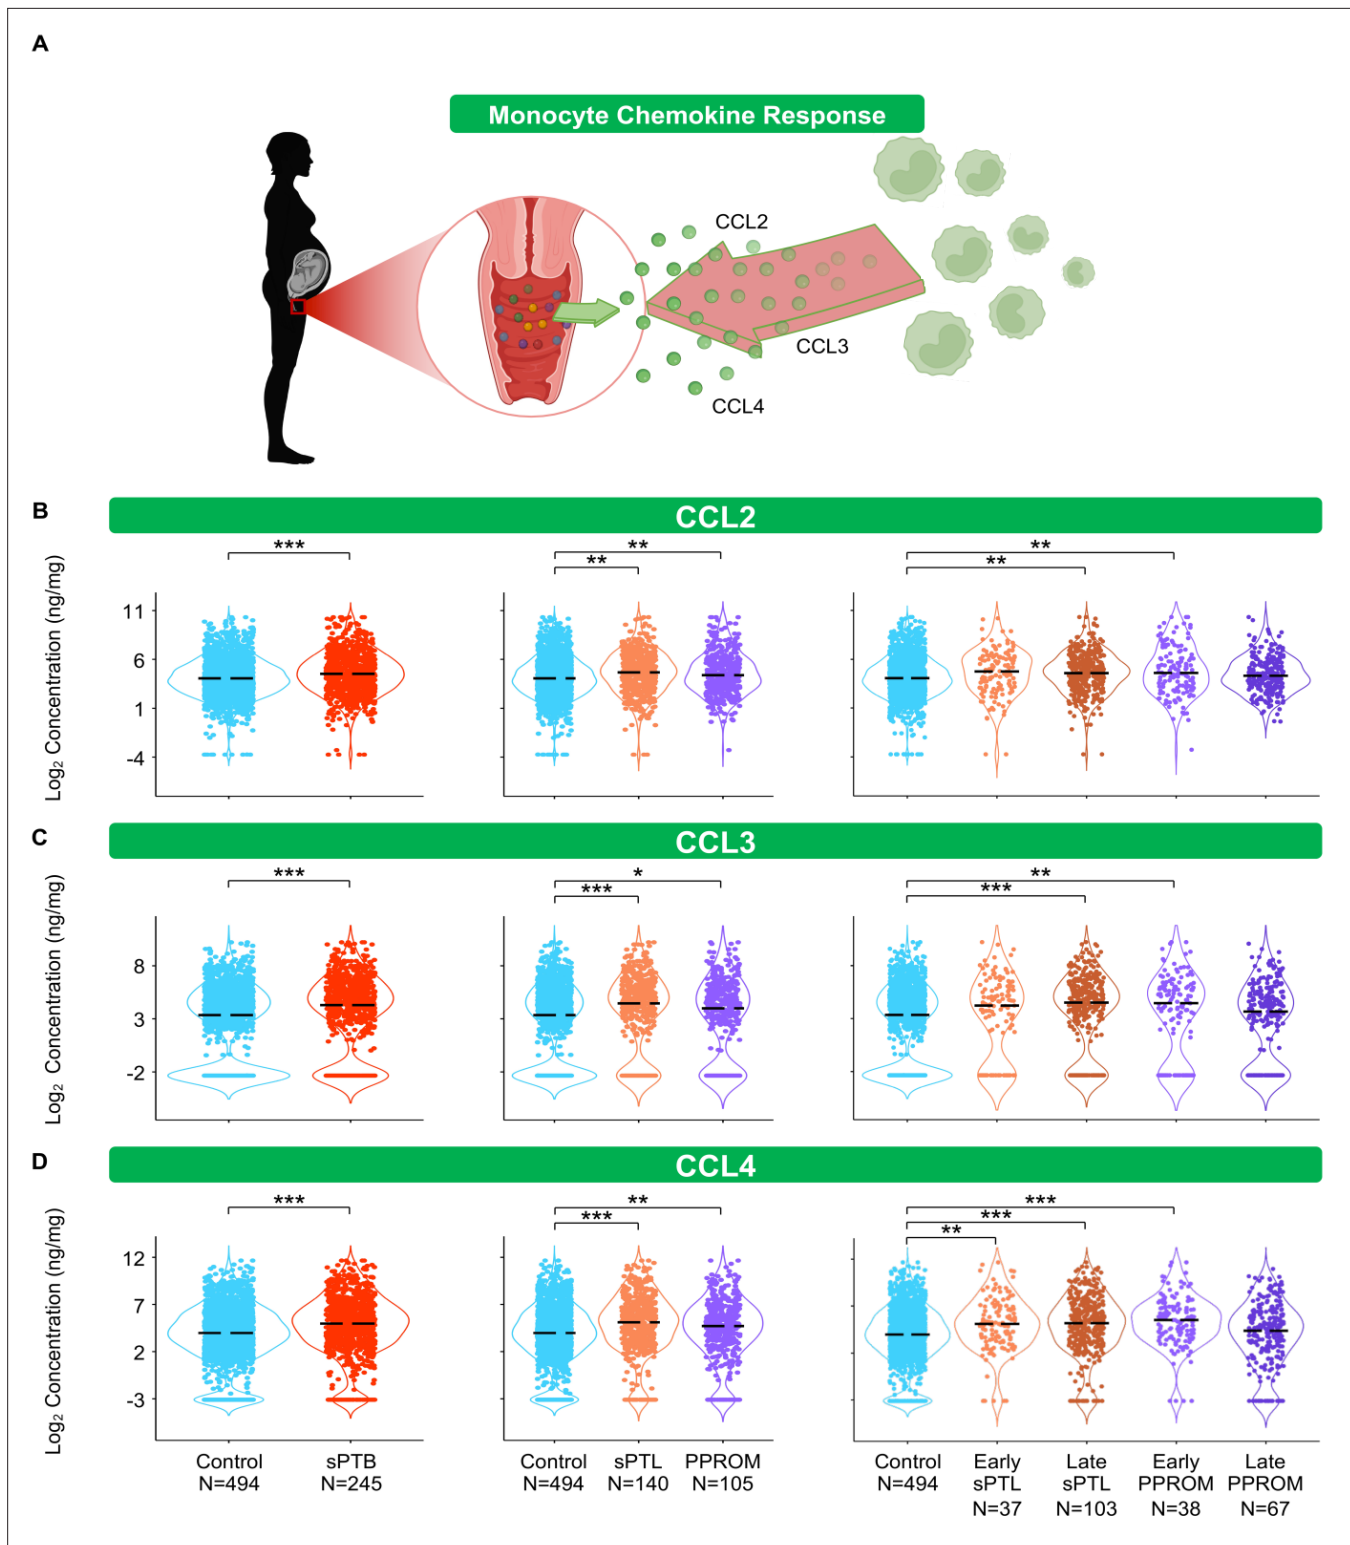 A
Monocyte Chemokine Response
CCL2
CCL3
CCL4
B
CCL2
Log₂ Concentration (ng/mg)
11
6
1
-4
***
**
**
**
**
C
CCL3
Log₂ Concentration (ng/mg)
8
3
-2
***
*
***
**
***
D
CCL4
Log₂ Concentration (ng/mg)
12
7
2
-3
***
**
***
***
***
**
Control
N=494
sPTB
N=245
Control
N=494
sPTL
N=140
PPROM
N=105
Control
N=494
Early
sPTL
N=37
Late
sPTL
N=103
Early
PPROM
N=38
Late
PPROM
N=67